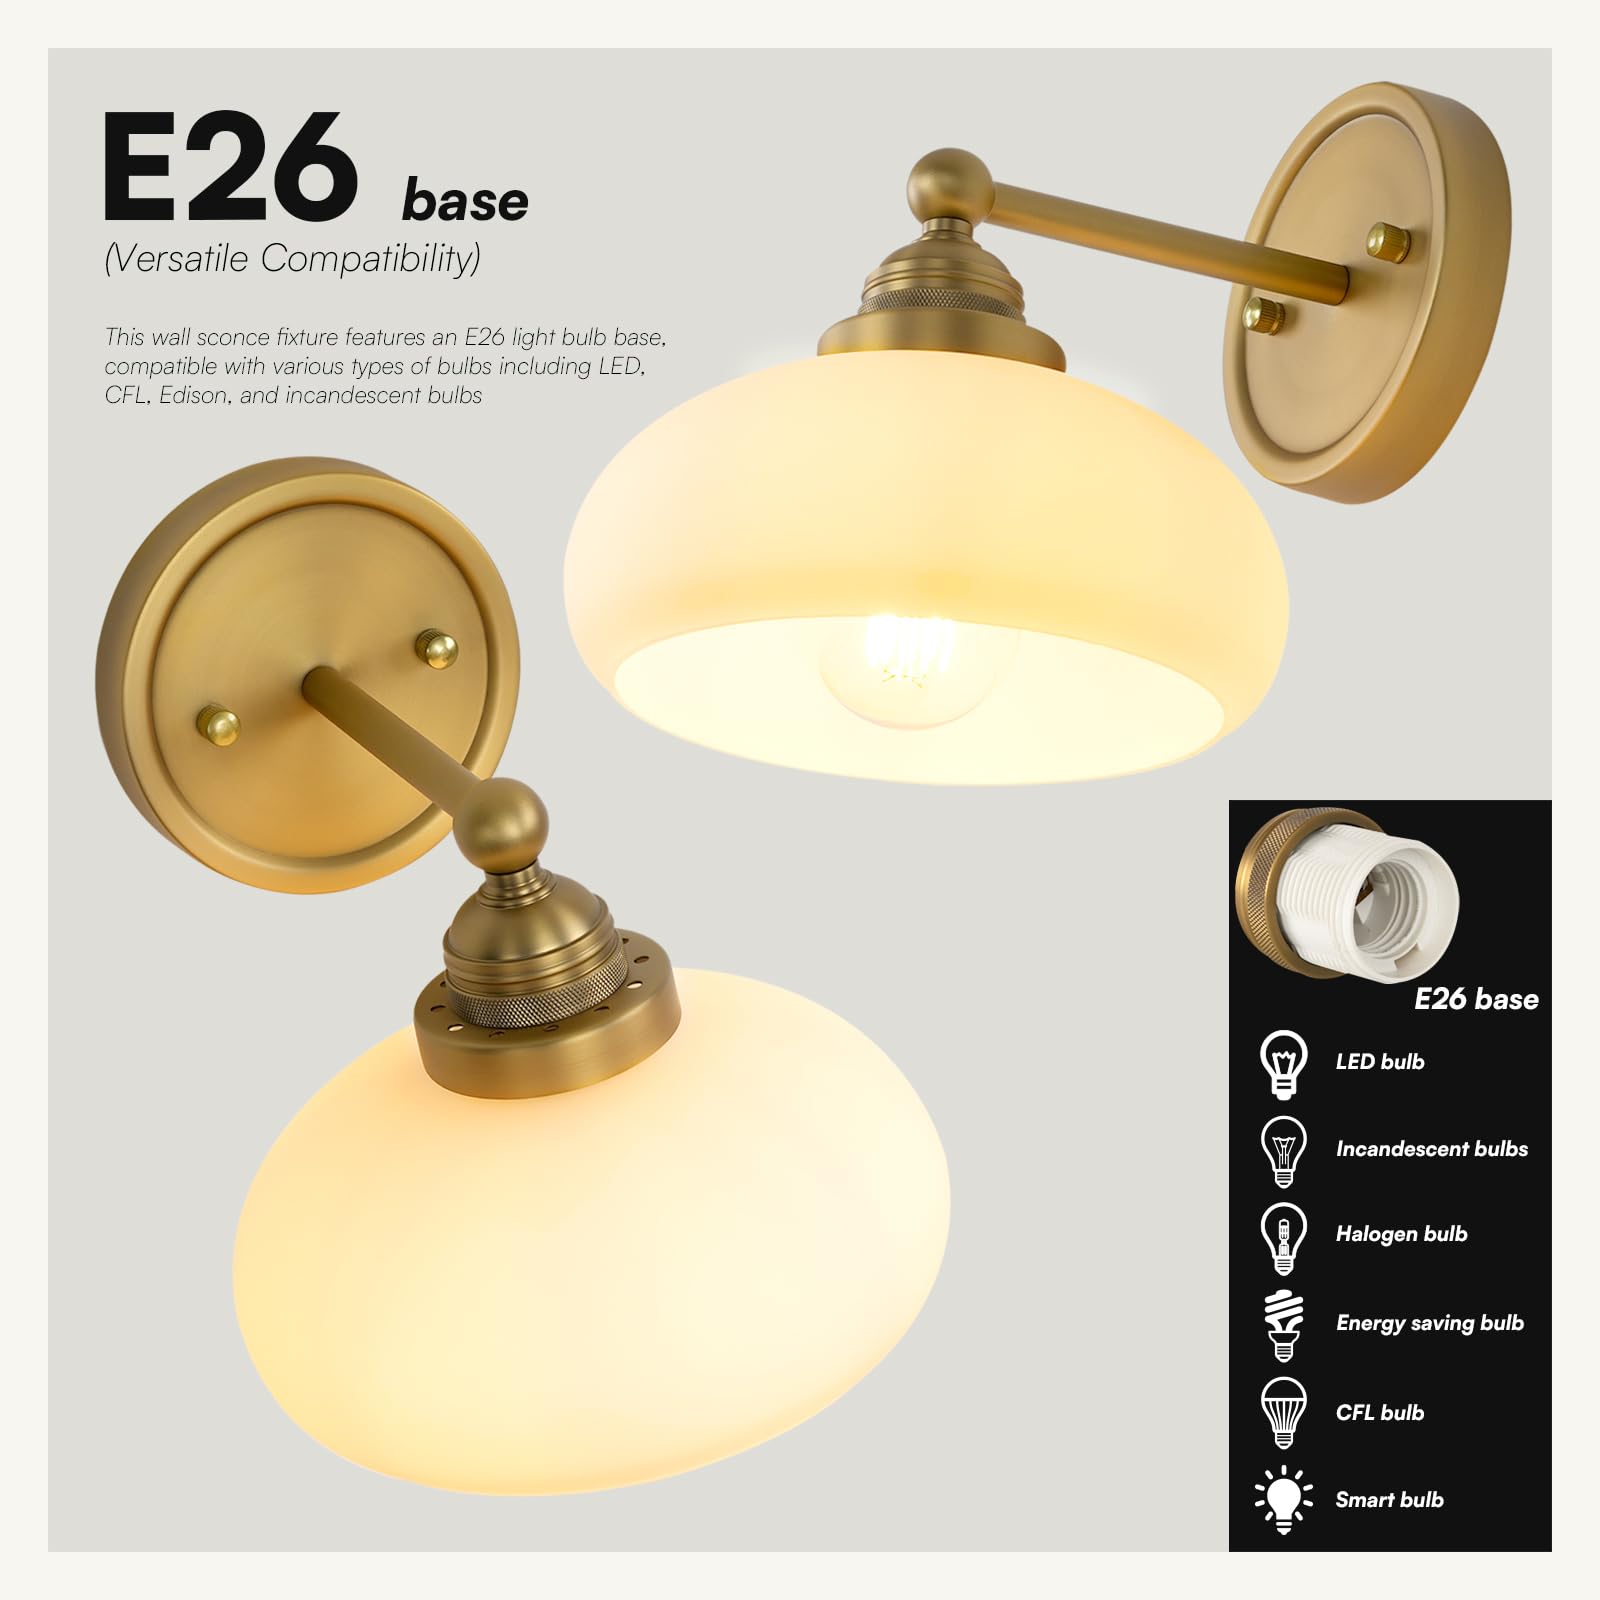 E26 base
(Versatile Compatibility)
This wall sconce fixture features an E26 light bulb base,
compatible with various types of bulbs including LED,
CFL, Edison, and incandescent bulbs
E26 base
LED bulb
Incandescent bulbs
Halogen bulb
Energy saving bulb
CFL bulb
Smart bulb